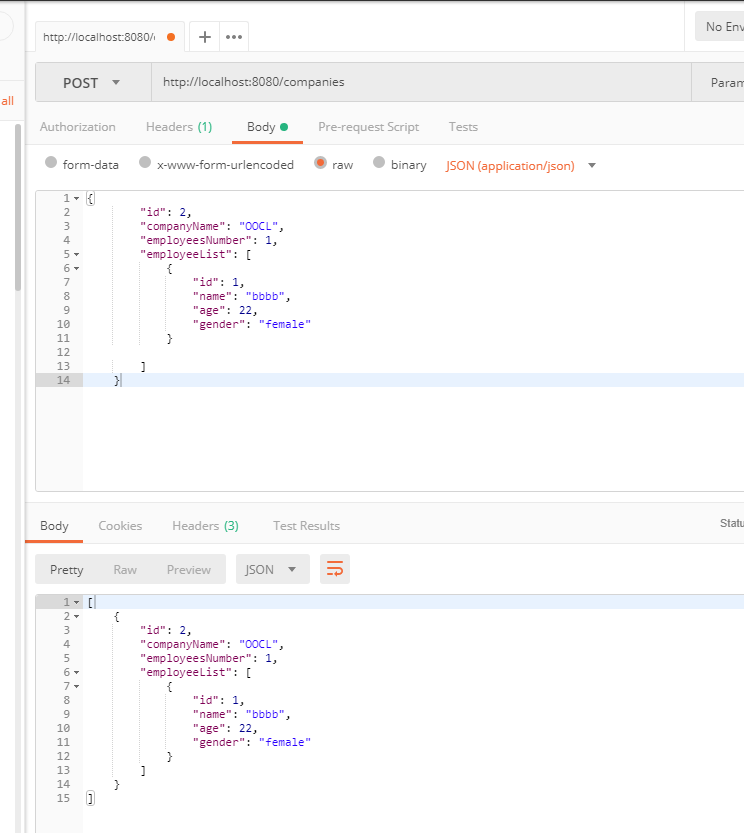 No Env
http://localhost:8080/
all
POST
http://localhost:8080/companies
Param
Authorization Headers (1) Body Pre-request Script Tests
form-data x-www-form-urlencoded raw binary JSON (application/json)
1 {
2 "id": 2,
3 "companyName": "OOCL",
4 "employeesNumber": 1,
5 "employeeList": [
6 {
7 "id": 1,
8 "name": "bbbb",
9 "age": 22,
10 "gender": "female"
11 }
12
13 ]
14 }
Body Cookies Headers (3) Test Results Statu
Pretty Raw Preview JSON
1 [
2 {
3 "id": 2,
4 "companyName": "OOCL",
5 "employeesNumber": 1,
6 "employeeList": [
7 {
8 "id": 1,
9 "name": "bbbb",
10 "age": 22,
11 "gender": "female"
12 }
13 ]
14 }
15 ]